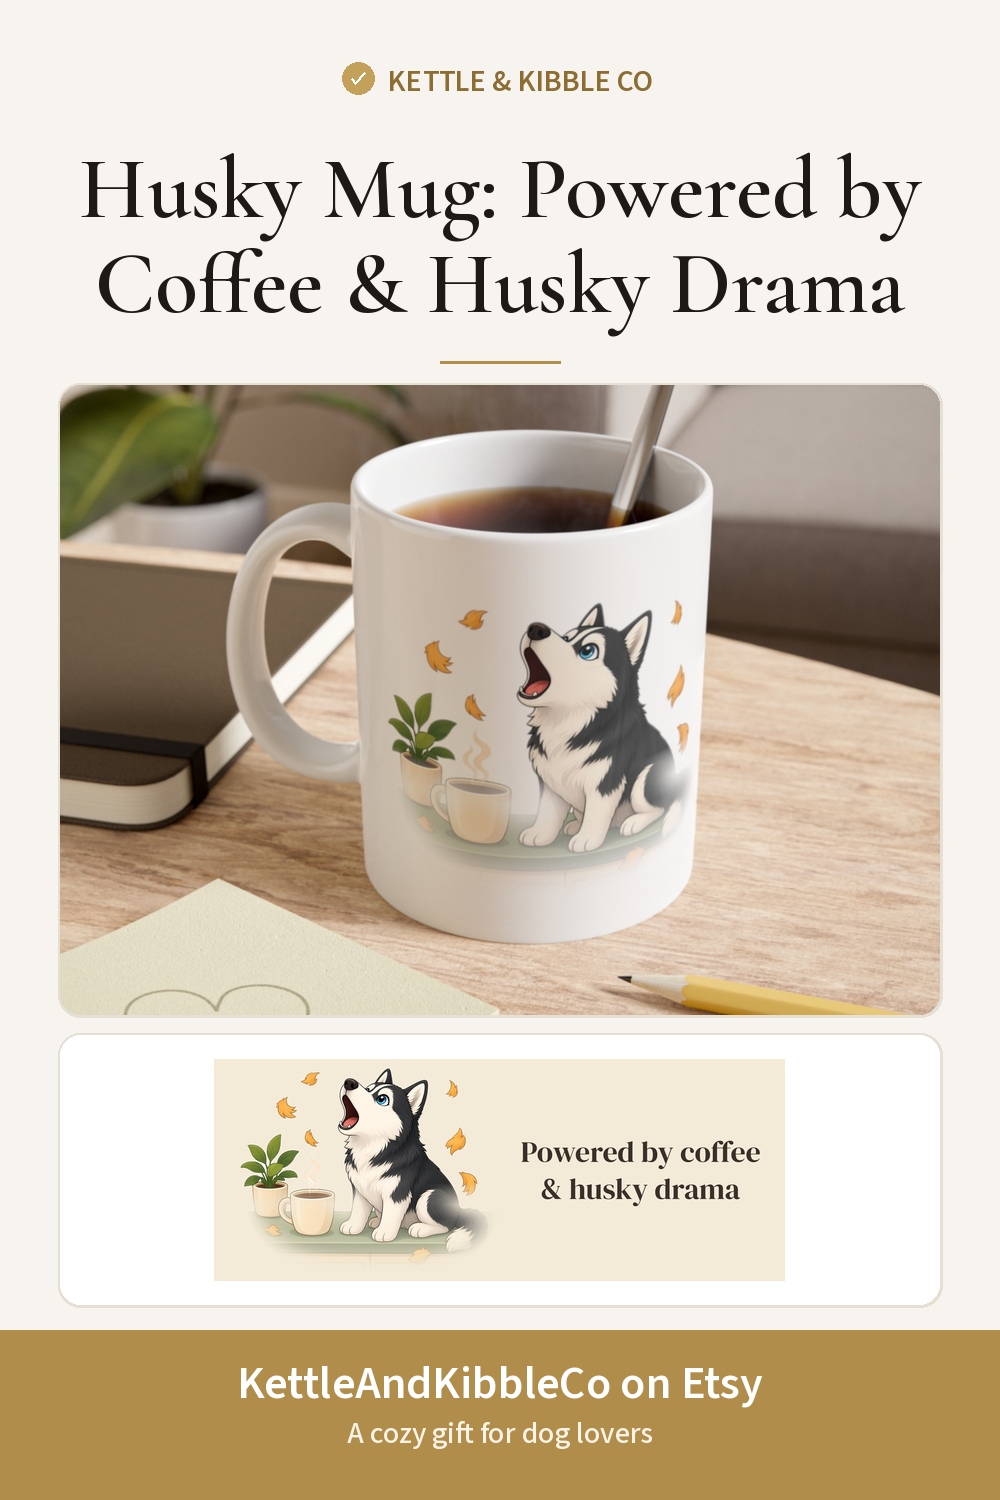 KETTLE & KIBBLE CO
Husky Mug: Powered by
Coffee & Husky Drama
Powered by coffee
& husky drama
KettleAndKibbleCo on Etsy
A cozy gift for dog lovers